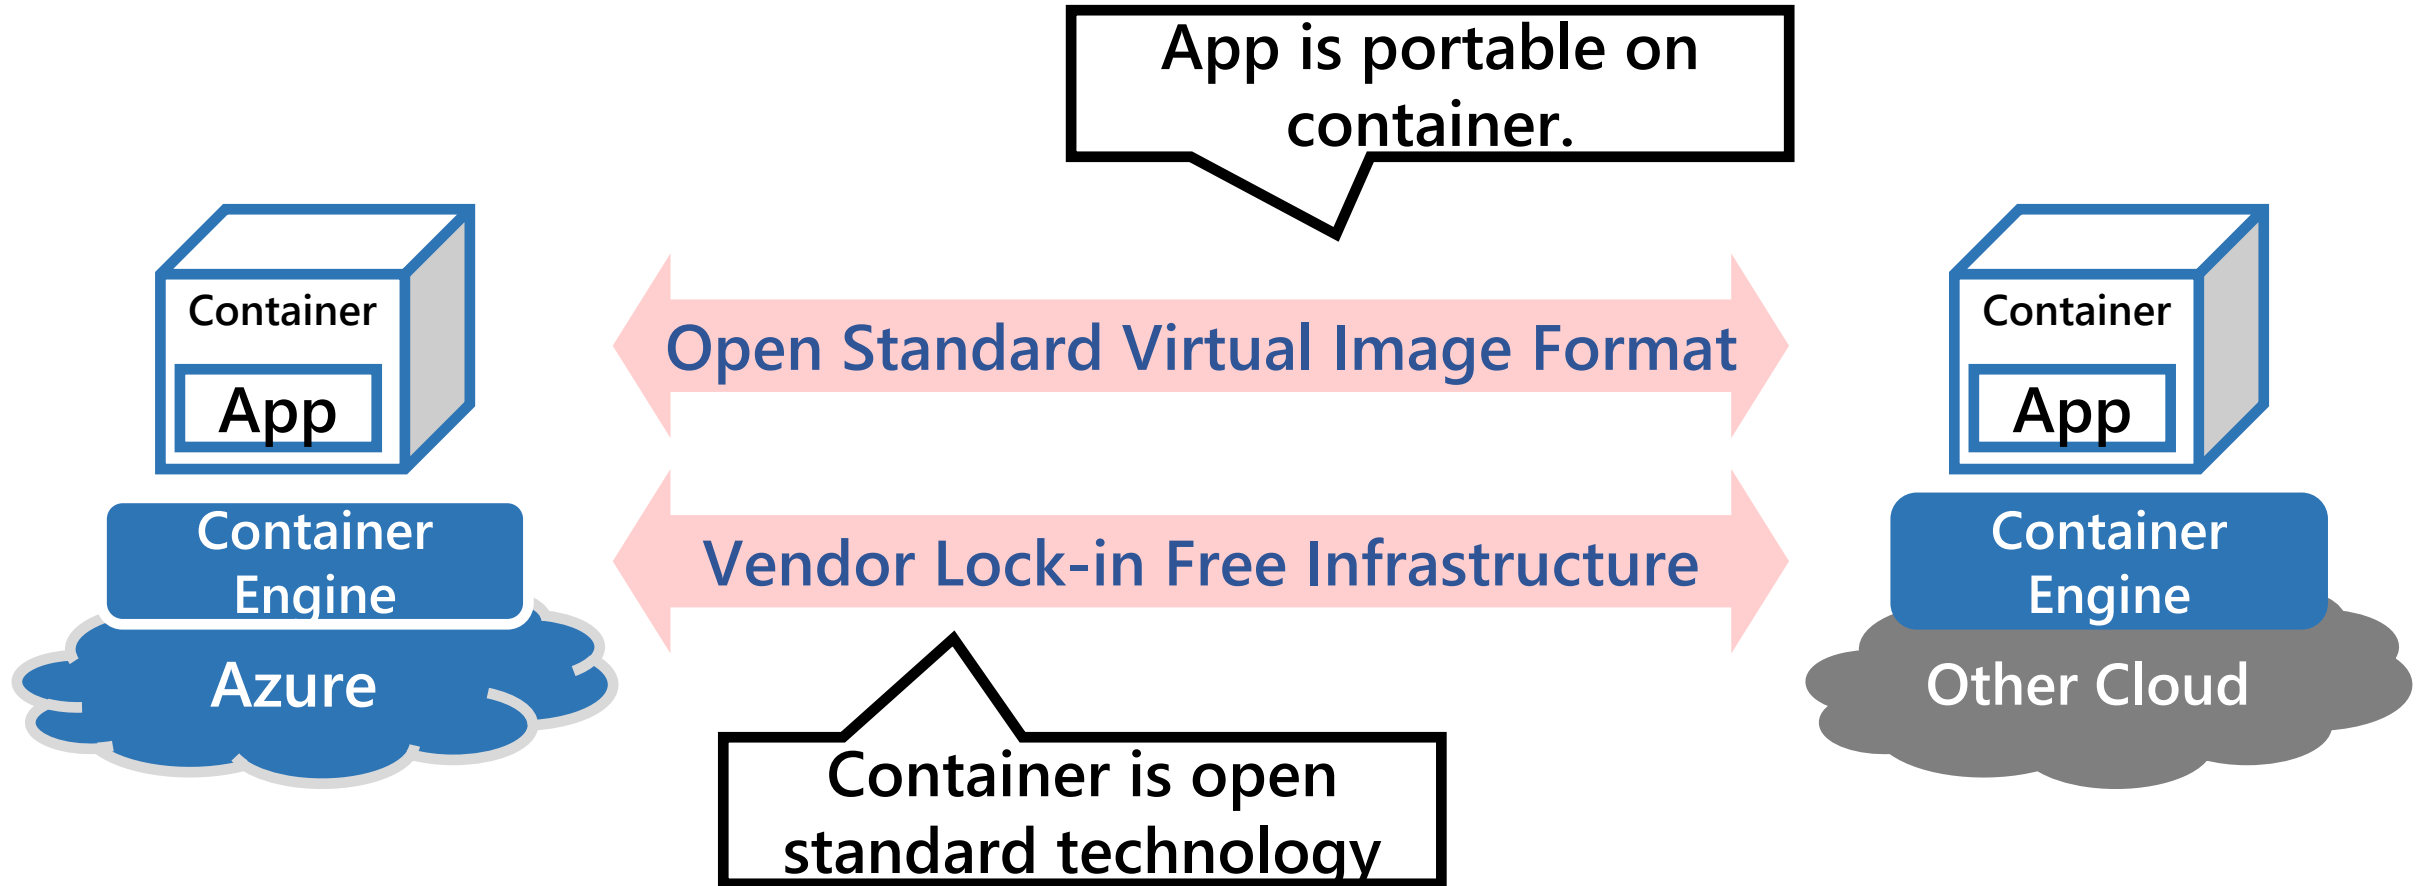 App is portable on
container.
Container
App
Open Standard Virtual Image Format
Container
App
Container
Engine
Vendor Lock-in Free Infrastructure
Container
Engine
Azure
Other Cloud
Container is open
standard technology